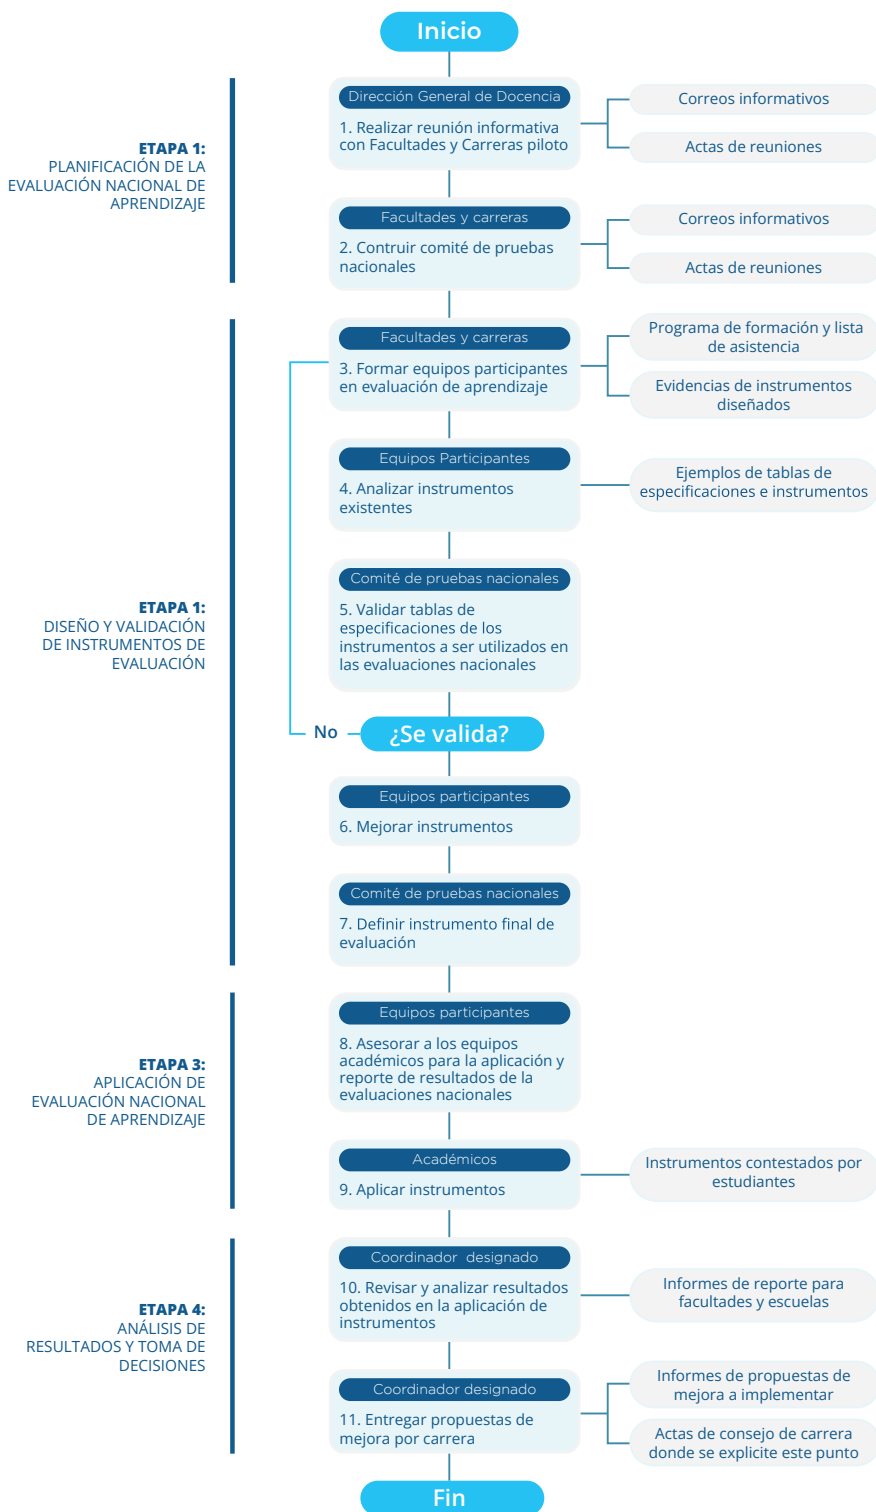 Inicio
ETAPA 1:
PLANIFICACIÓN DE LA
EVALUACIÓN NACIONAL DE
APRENDIZAJE
Dirección General de Docencia
1. Realizar reunión informativa
con Facultades y Carreras piloto
Correos informativos
Actas de reuniones
Facultades y carreras
2. Contruir comité de pruebas
nacionales
Correos informativos
Actas de reuniones
ETAPA 1:
DISEÑO Y VALIDACIÓN
DE INSTRUMENTOS DE
EVALUACIÓN
Facultades y carreras
3. Formar equipos participantes
en evaluación de aprendizaje
Programa de formación y lista
de asistencia
Evidencias de instrumentos
diseñados
Equipos Participantes
4. Analizar instrumentos
existentes
Ejemplos de tablas de
especificaciones e instrumentos
Comité de pruebas nacionales
5. Validar tablas de
especificaciones de los
instrumentos a ser utilizados en
las evaluaciones nacionales
No
¿Se valida?
Equipos participantes
6. Mejorar instrumentos
Comité de pruebas nacionales
7. Definir instrumento final de
evaluación
ETAPA 3:
APLICACIÓN DE
EVALUACIÓN NACIONAL
DE APRENDIZAJE
Equipos participantes
8. Asesorar a los equipos
académicos para la aplicación y
reporte de resultados de la
evaluaciones nacionales
Académicos
9. Aplicar instrumentos
Instrumentos contestados por
estudiantes
ETAPA 4:
ANÁLISIS DE
RESULTADOS Y TOMA DE
DECISIONES
Coordinador designado
10. Revisar y analizar resultados
obtenidos en la aplicación de
instrumentos
Informes de reporte para
facultades y escuelas
Coordinador designado
11. Entregar propuestas de
mejora por carrera
Informes de propuestas de
mejora a implementar
Actas de consejo de carrera
donde se explicite este punto
Fin